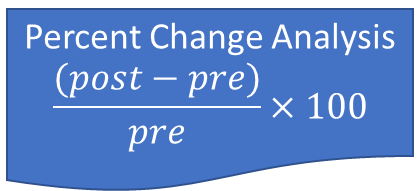 Percent Change Analysis
(post − pre)
pre
× 100